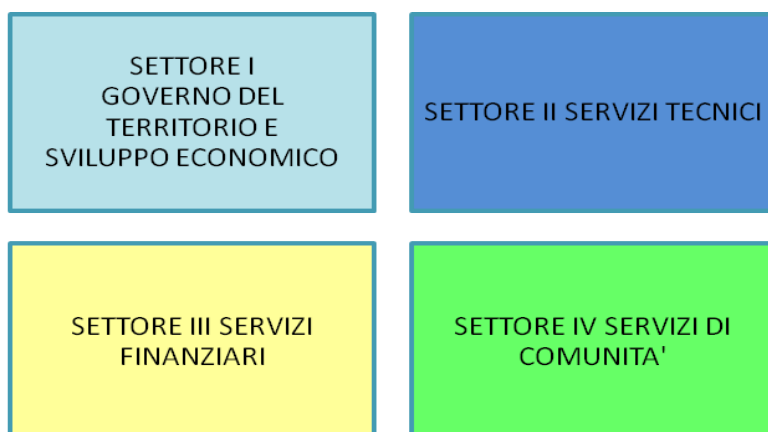 SETTORE I
GOVERNO DEL
TERRITORIO E
SVILUPPO ECONOMICO
SETTORE II SERVIZI TECNICI
SETTORE III SERVIZI
FINANZIARI
SETTORE IV SERVIZI DI
COMUNITA'